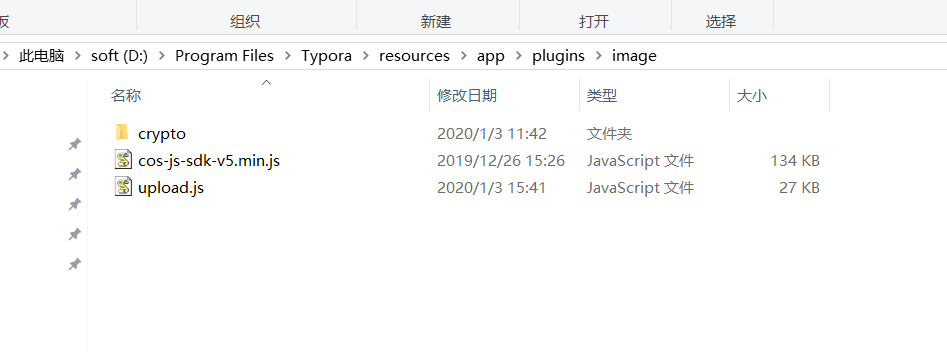 组织 新建 打开 选择
此电脑 > soft (D:) > Program Files > Typora > resources > app > plugins > image
名称 修改日期 类型 大小
crypto 2020/1/3 11:42 文件夹
cos-js-sdk-v5.min.js 2019/12/26 15:26 JavaScript 文件 134 KB
upload.js 2020/1/3 15:41 JavaScript 文件 27 KB